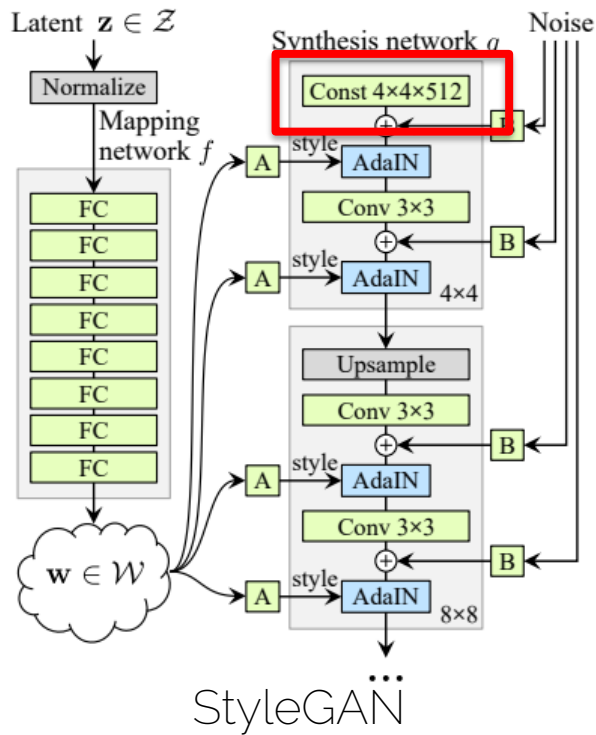 Latent z ∈ Z
Noise
Synthesis network g
Normalize
Const 4×4×512
Mapping
network f
B
style
A
AdaIN
FC
Conv 3×3
FC
B
FC
style
A
AdaIN
4×4
FC
Upsample
FC
Conv 3×3
FC
B
FC
style
A
AdaIN
FC
Conv 3×3
B
w ∈ W
style
A
AdaIN
8×8
...
StyleGAN